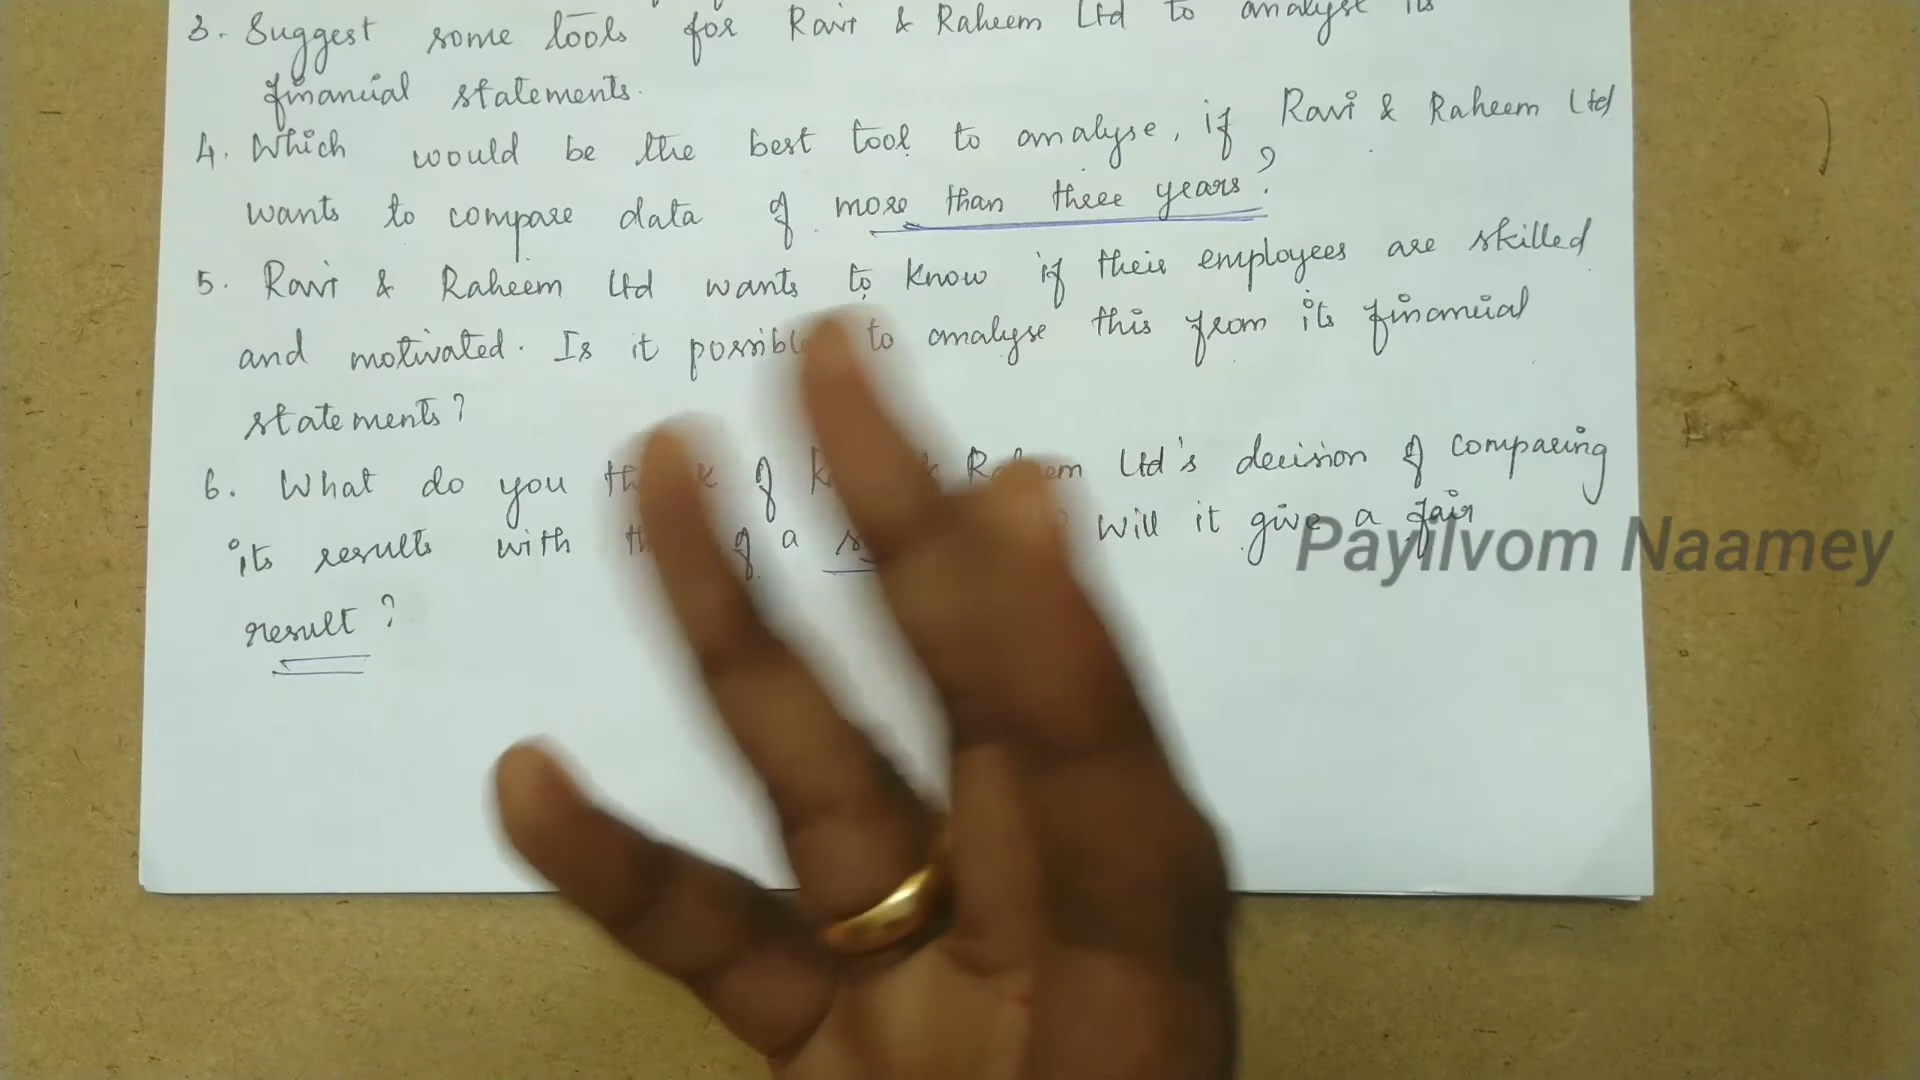 3. Suggest some tools for Ravi & Raheem Ltd to analyse its
financial statements.
4. Which would be the best tool to analyse, if Ravi & Raheem Ltd
wants to compare data of more than three years?
5. Ravi & Raheem Ltd wants to know if their employees are skilled
and motivated. Is it possible to analyse this from its financial
statements?
6. What do you of Raheem Ltd's decision of comparing
its results with of a will it give a fair
result?
Payilvom Naamey